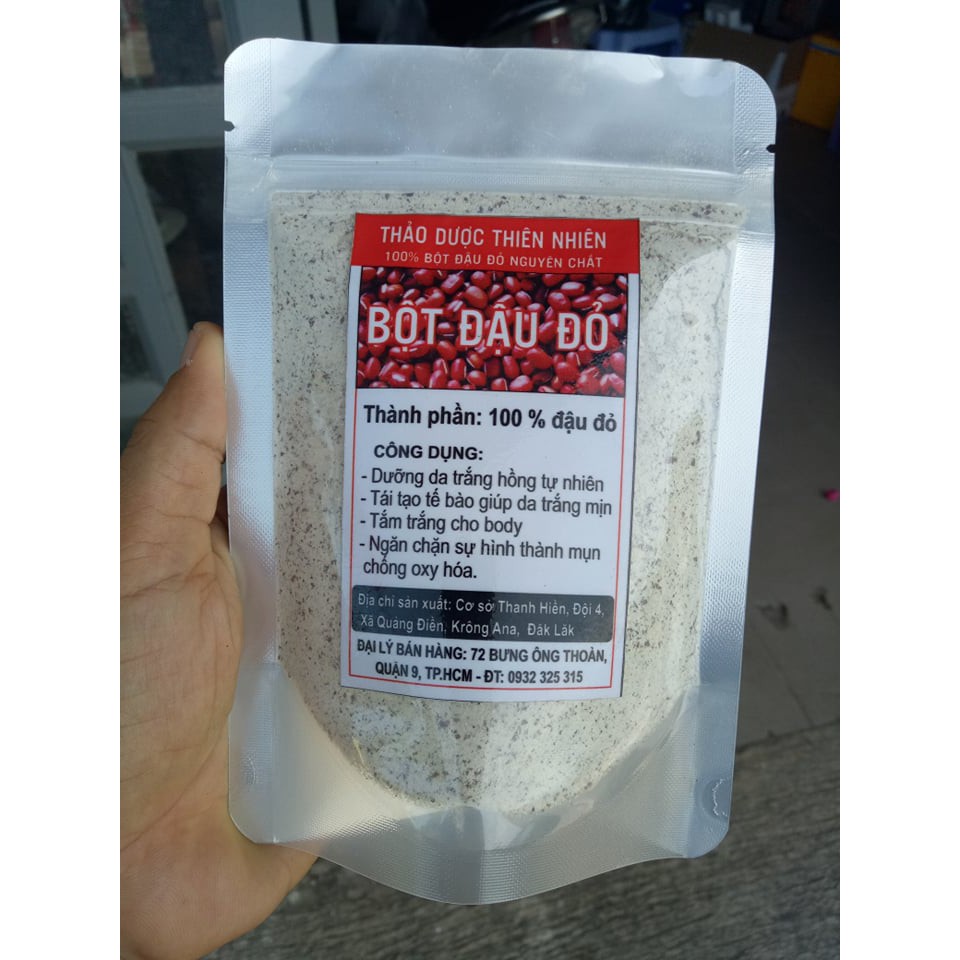 THẢO DƯỢC THIÊN NHIÊN
100% BỘT ĐẬU ĐỎ NGUYÊN CHẤT
BỘT ĐẬU ĐỎ
Thành phần: 100 % đậu đỏ
CÔNG DỤNG:
- Dưỡng da trắng hồng tự nhiên
- Tái tạo tế bào giúp da trắng mịn
- Tắm trắng cho body
- Ngăn chặn sự hình thành mụn
chống oxy hóa.
Địa chỉ sản xuất: Cơ sở Thanh Hiền, Đội 4,
Xã Quảng Điền, Krông Ana, Đăk Lăk
ĐẠI LÝ BÁN HÀNG: 72 BƯNG ÔNG THOÀN,
QUẬN 9, TP.HCM - ĐT: 0932 325 315